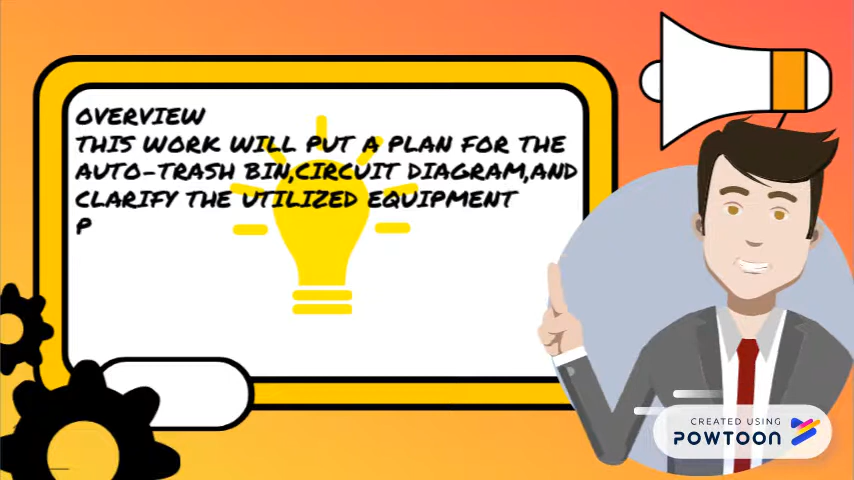 OVERVIEW
THIS WORK WILL PUT A PLAN FOR THE
AUTO-TRASH BIN,CIRCUIT DIAGRAM,AND
CLARIFY THE UTILIZED EQUIPMENT
P
CREATED USING
POWTOON